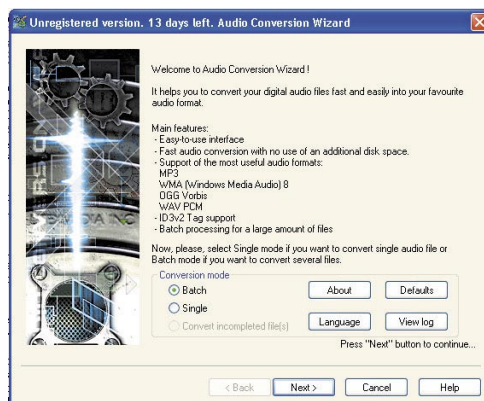 Unregistered version. 13 days left. Audio Conversion Wizard
Welcome to Audio Conversion Wizard !
It helps you to convert your digital audio files fast and easily into your favourite
audio format.
Main features:
- Easy-to-use interface
- Fast audio conversion with no use of an additional disk space.
- Support of the most useful audio formats:
MP3
WMA (Windows Media Audio) 8
OGG Vorbis
WAV PCM
- ID3v2 Tag support
- Batch processing for a large amount of files
Now, please, select Single mode if you want to convert single audio file or
Batch mode if you want to convert several files.
Conversion mode
Batch
Single
Convert incompleted file(s)
About
Defaults
Language
View log
Press "Next" button to continue...
< Back
Next >
Cancel
Help